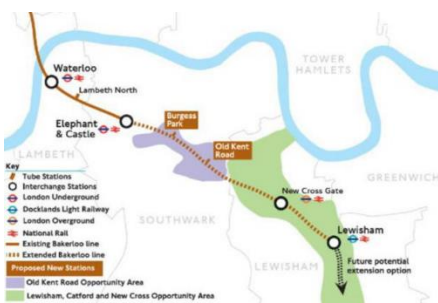 TOWER
HAMLETS
Waterloo
Lambeth North
Elephant
& Castle
Burgess
Park
Old Kent
Road
LAMBETH
GREENWICH
New Cross Gate
SOUTHWARK
Lewisham
LEWISHAM
Future potential
extension option
Key
Tube Stations
Interchange Stations
London Underground
Docklands Light Railway
London Overground
National Rail
Existing Bakerloo line
Extended Bakerloo line
Proposed New Stations
Old Kent Road Opportunity Area
Lewisham, Catford and New Cross Opportunity Area